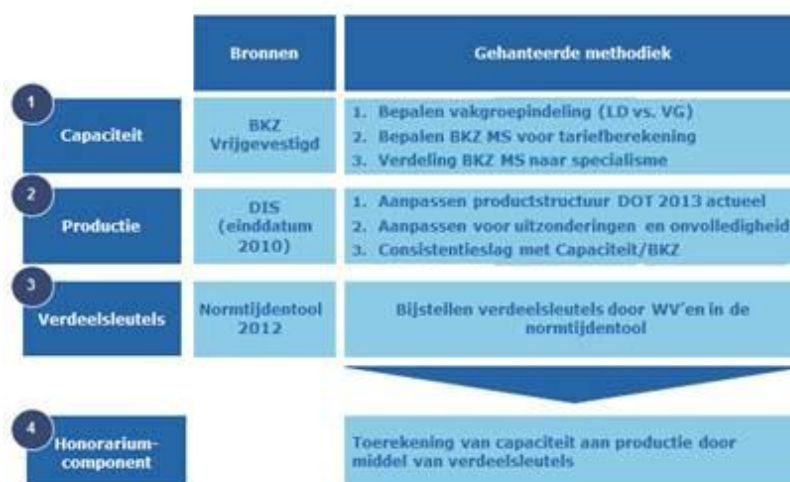 Bronnen
Gehanteerde methodiek
1
Capaciteit
BKZ
Vrijgevestigd
1. Bepalen vakgroepindeling (LD vs. VG)
2. Bepalen BKZ MS voor tariefberekening
3. Verdeling BKZ MS naar specialisme
2
Productie
DIS
(einddatum
2010)
1. Aanpassen productstructuur DOT 2013 actueel
2. Aanpassen voor uitzonderingen en onvolledigheid
3. Consistentieslag met Capaciteit/BKZ
3
Verdeelsleutels
Normtijdentool
2012
Bijstellen verdeelsleutels door WV'en in de
normtijdentool
4
Honorarium-
component
Toerekening van capaciteit aan productie door
middel van verdeelsleutels